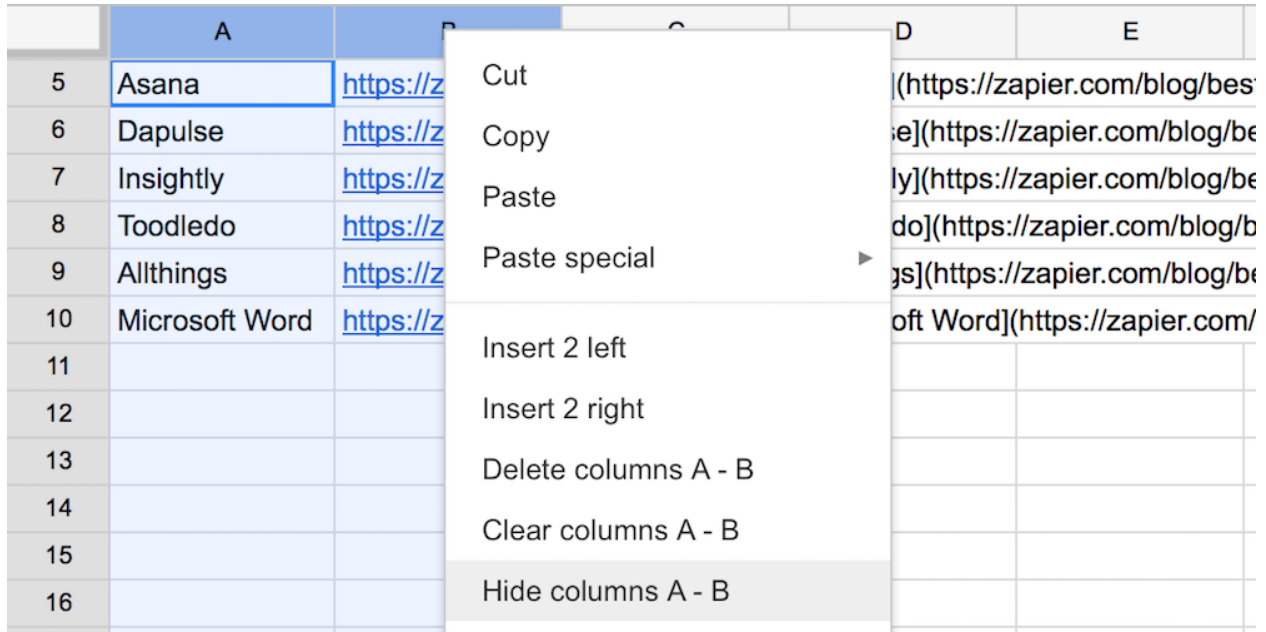 A D E
5 Asana https://z (https://zapier.com/blog/bes
6 Dapulse https://z e](https://zapier.com/blog/be
7 Insightly https://z ly](https://zapier.com/blog/be
8 Toodledo https://z do](https://zapier.com/blog/b
9 Allthings https://z gs](https://zapier.com/blog/be
10 Microsoft Word https://z oft Word](https://zapier.com/
11
12
13
14
15
16
Cut
Copy
Paste
Paste special ►
Insert 2 left
Insert 2 right
Delete columns A - B
Clear columns A - B
Hide columns A - B